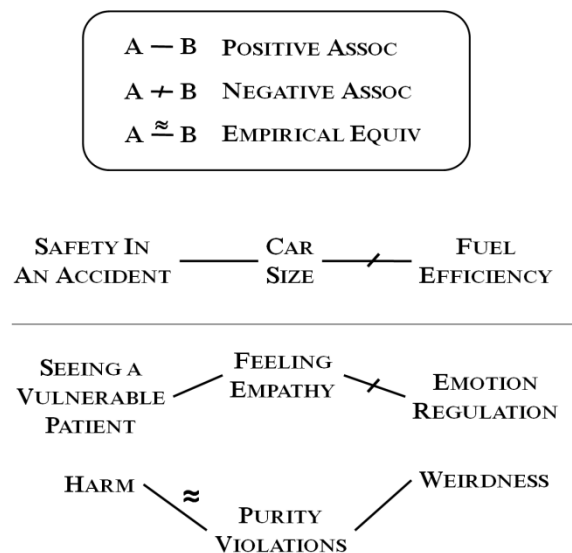 A — B POSITIVE ASSOC
A ⌿ B NEGATIVE ASSOC
A ≈ B EMPIRICAL EQUIV
SAFETY IN
AN ACCIDENT
CAR
SIZE
FUEL
EFFICIENCY
SEEING A
VULNERABLE
PATIENT
FEELING
EMPATHY
EMOTION
REGULATION
HARM
≈
PURITY
VIOLATIONS
WEIRDNESS